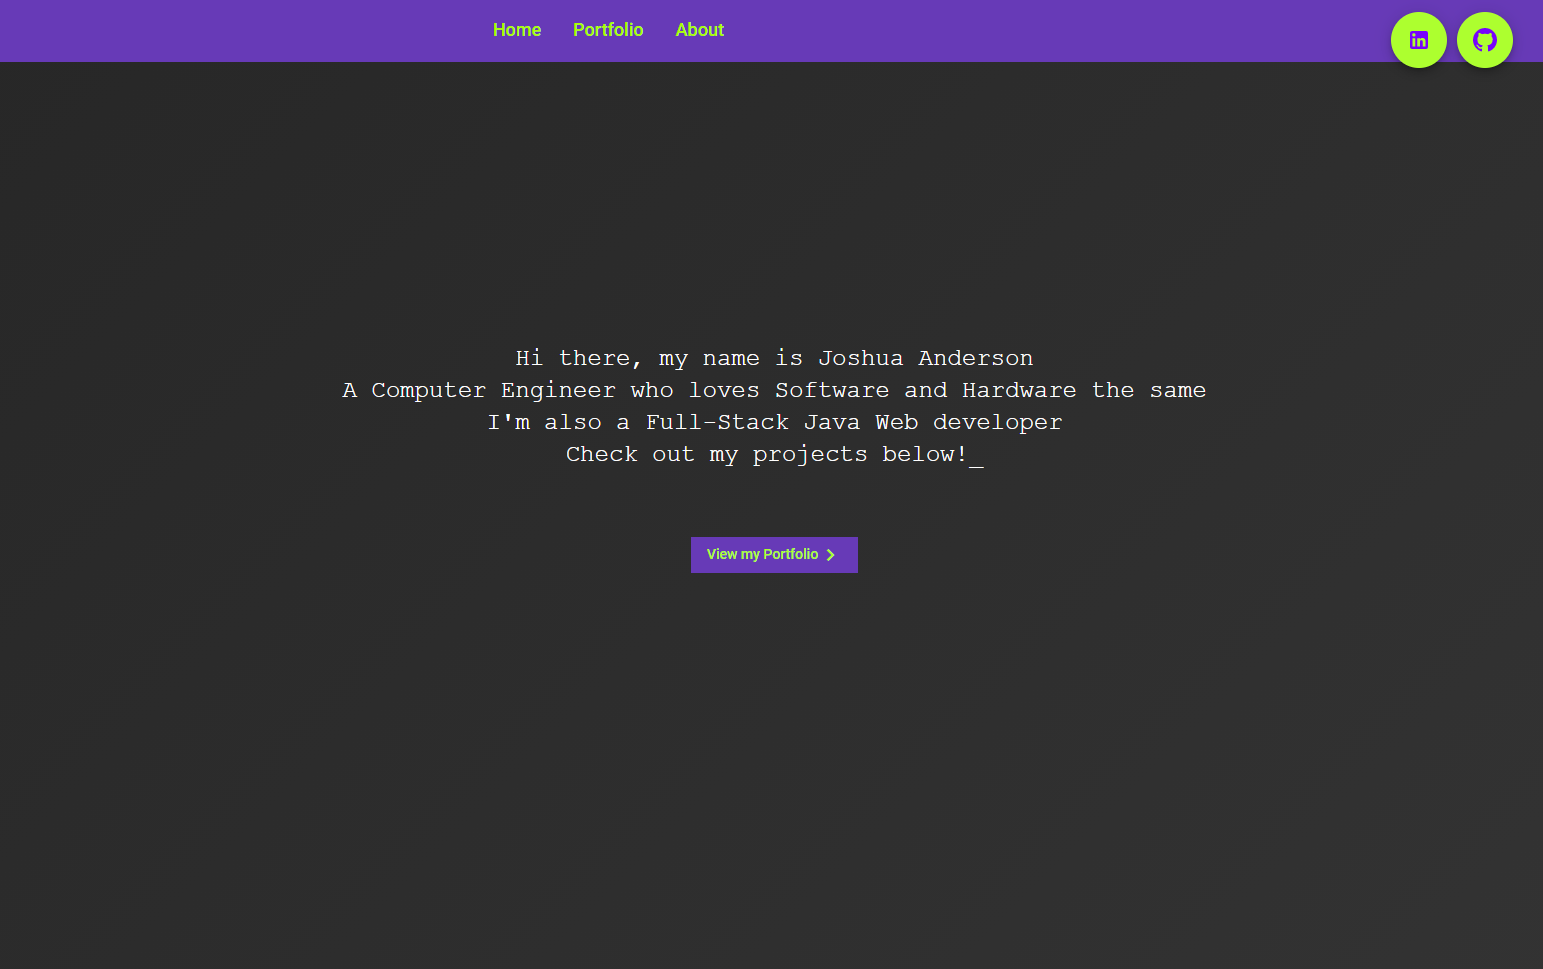 Home Portfolio About
in
Hi there, my name is Joshua Anderson
A Computer Engineer who loves Software and Hardware the same
I'm also a Full-Stack Java Web developer
Check out my projects below!_
View my Portfolio